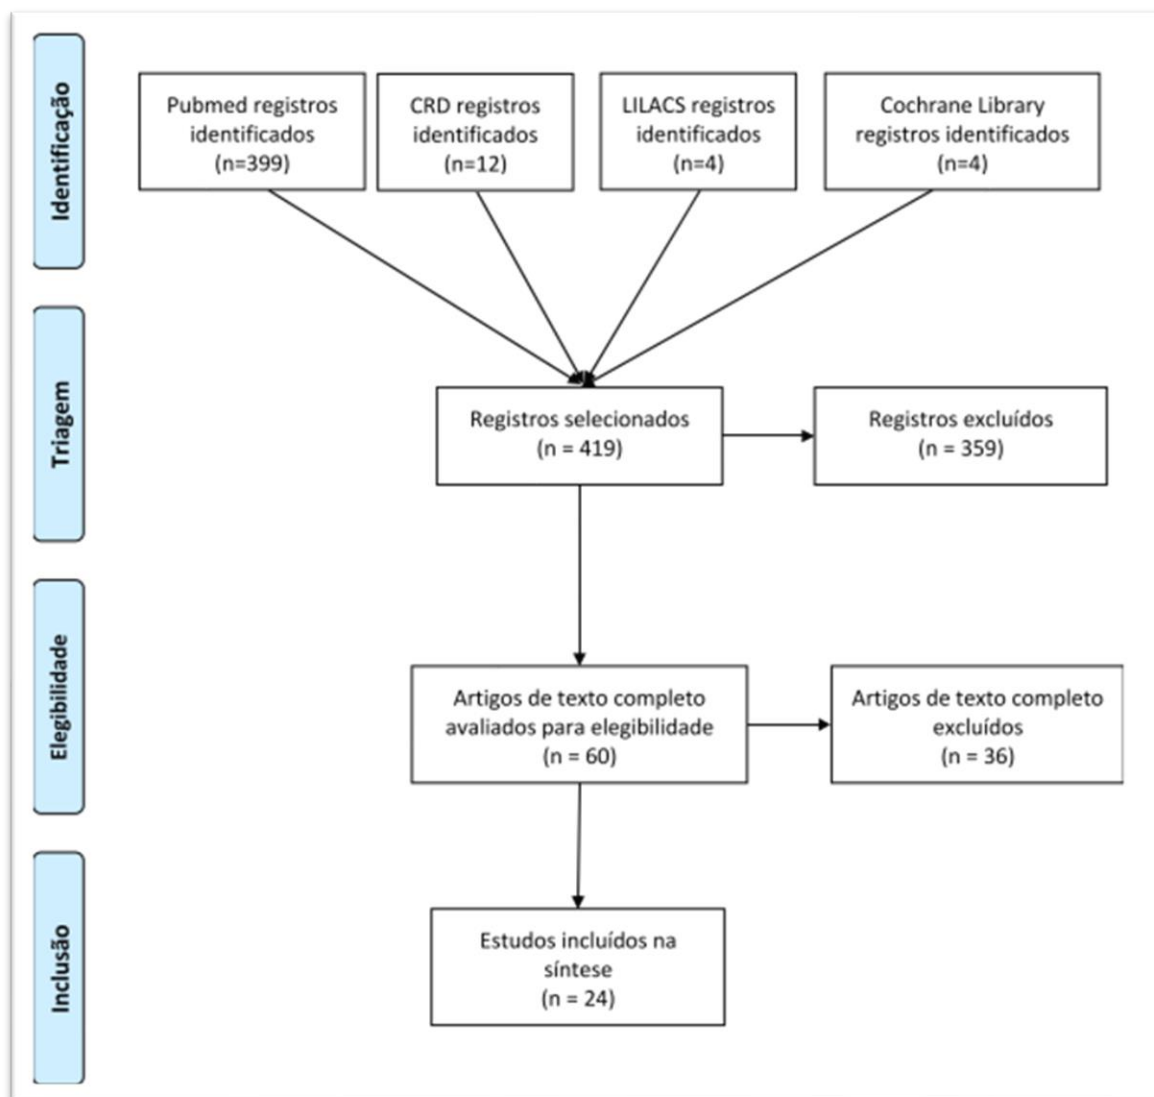 Identificação
Pubmed registros
identificados
(n=399)
CRD registros
identificados
(n=12)
LILACS registros
identificados
(n=4)
Cochrane Library
registros identificados
(n=4)
Triagem
Registros selecionados
(n = 419)
Registros excluídos
(n = 359)
Elegibilidade
Artigos de texto completo
avaliados para elegibilidade
(n = 60)
Artigos de texto completo
excluídos
(n = 36)
Inclusão
Estudos incluídos na
síntese
(n = 24)